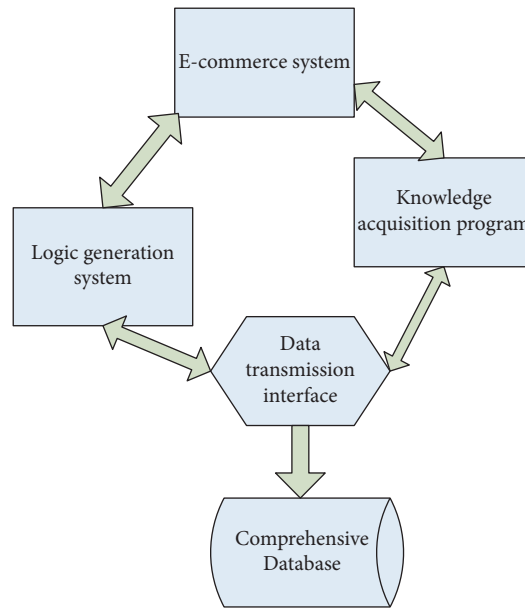 E-commerce system
Knowledge
acquisition program
Logic generation
system
Data
transmission
interface
Comprehensive
Database